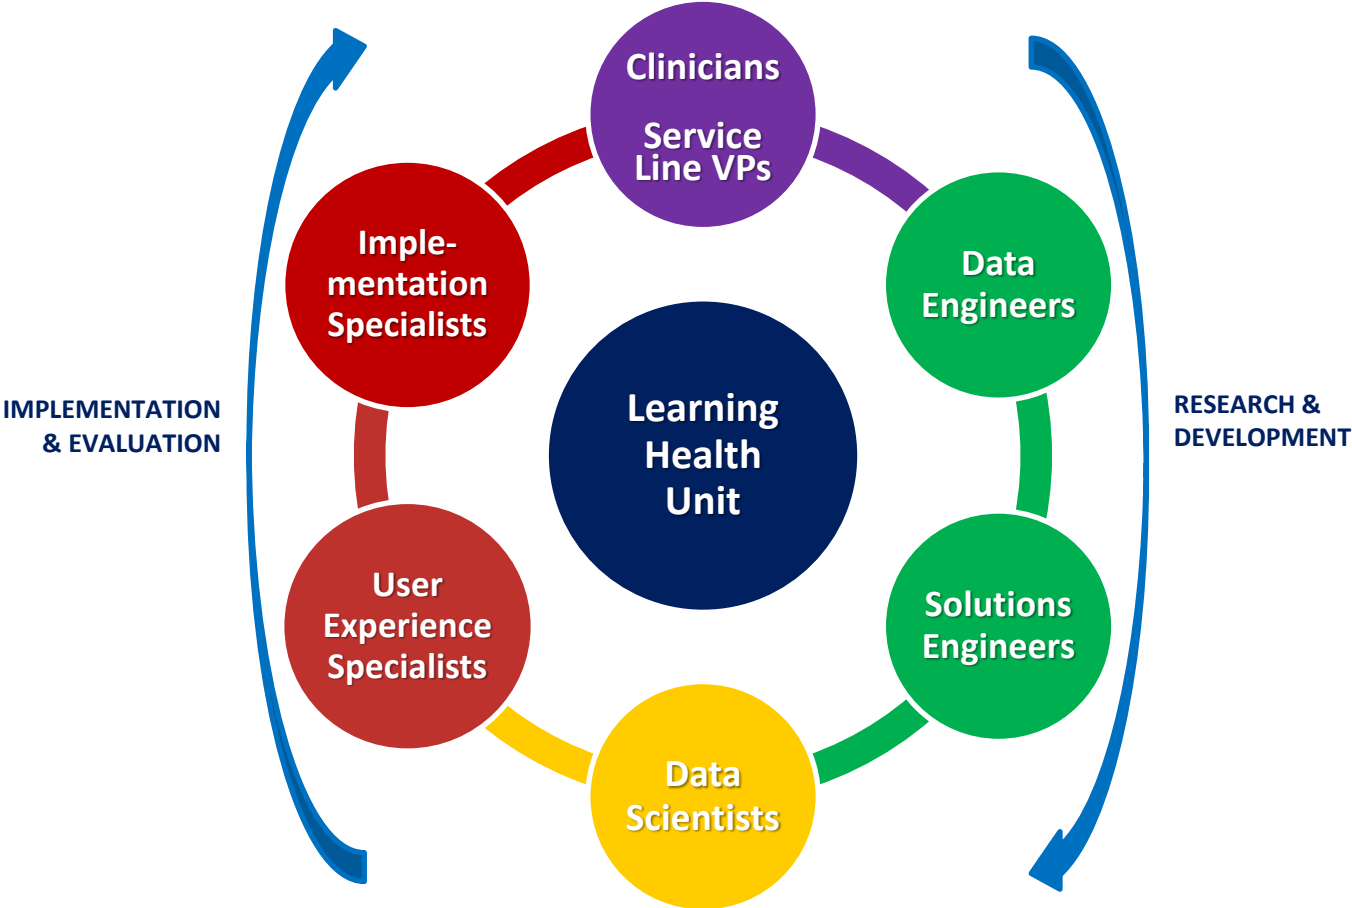 Clinicians
Service
Line VPs
Data
Engineers
Solutions
Engineers
Data
Scientists
User
Experience
Specialists
Imple-
mentation
Specialists
Learning
Health
Unit
IMPLEMENTATION
& EVALUATION
RESEARCH &
DEVELOPMENT